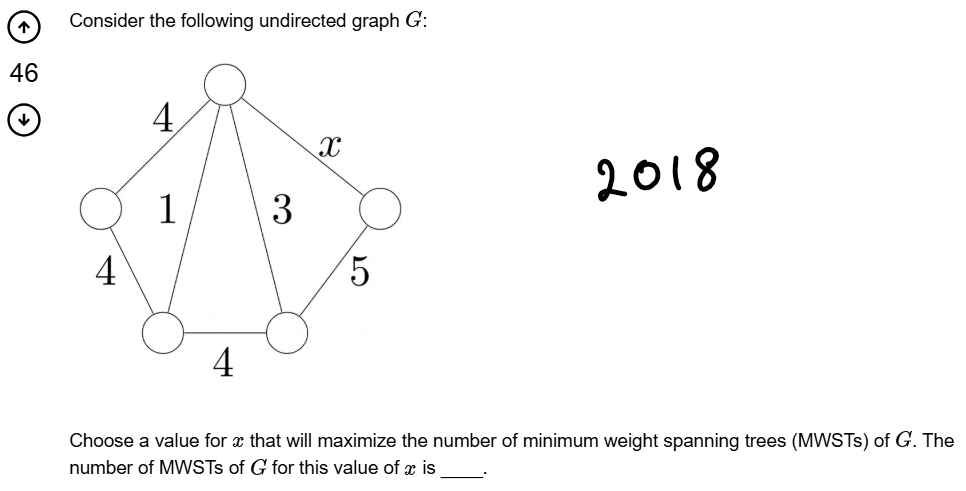 Consider the following undirected graph G:
46
4
x
2018
1
3
4
5
4
Choose a value for x that will maximize the number of minimum weight spanning trees (MWSTs) of G. The
number of MWSTs of G for this value of x is ____.